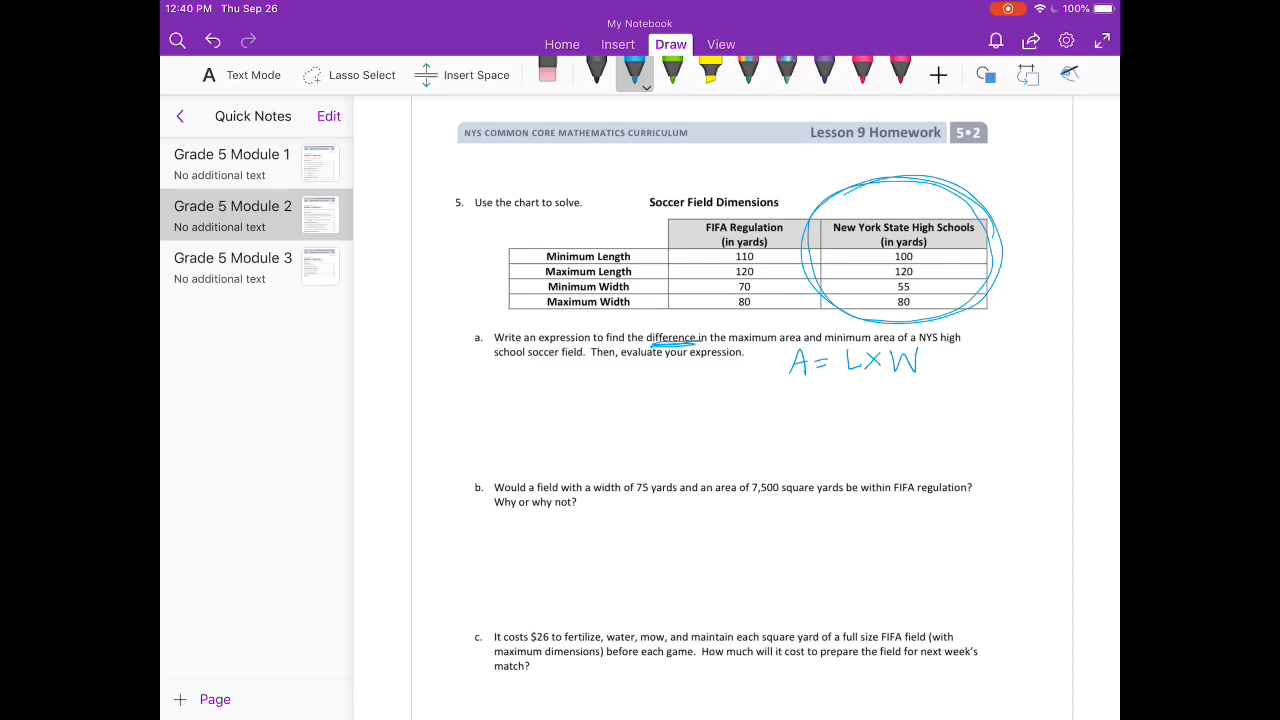 12:40 PM Thu Sep 26
100%
My Notebook
Home Insert Draw View
A Text Mode Lasso Select Insert Space
Quick Notes Edit
Grade 5 Module 1
No additional text
Grade 5 Module 2
No additional text
Grade 5 Module 3
No additional text
+ Page
NYS COMMON CORE MATHEMATICS CURRICULUM Lesson 9 Homework 5•2
5. Use the chart to solve. Soccer Field Dimensions
FIFA Regulation (in yards) New York State High Schools (in yards)
Minimum Length 110 100
Maximum Length 120 120
Minimum Width 70 55
Maximum Width 80 80
a. Write an expression to find the difference in the maximum area and minimum area of a NYS high
school soccer field. Then, evaluate your expression.
A = L x W
b. Would a field with a width of 75 yards and an area of 7,500 square yards be within FIFA regulation?
Why or why not?
c. It costs $26 to fertilize, water, mow, and maintain each square yard of a full size FIFA field (with
maximum dimensions) before each game. How much will it cost to prepare the field for next week's
match?